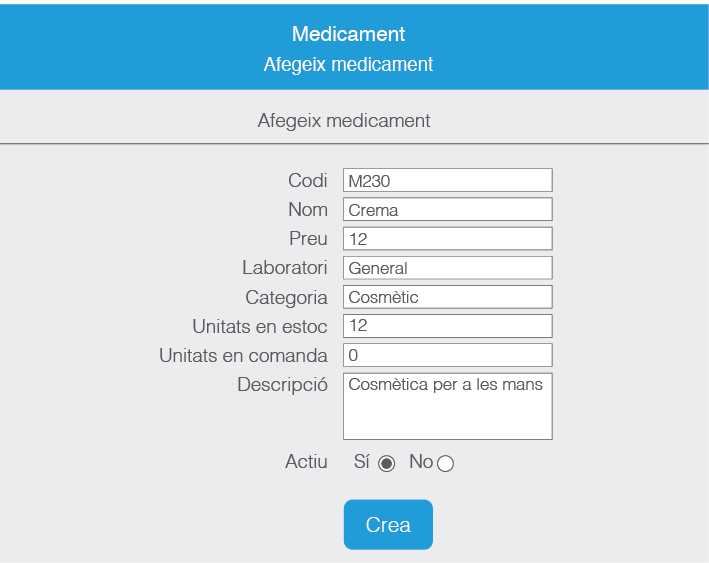 Medicament
Afegeix medicament
Afegeix medicament
Codi M230
Nom Crema
Preu 12
Laboratori General
Categoria Cosmètic
Unitats en estoc 12
Unitats en comanda 0
Descripció Cosmètica per a les mans
Actiu Sí No
Crea